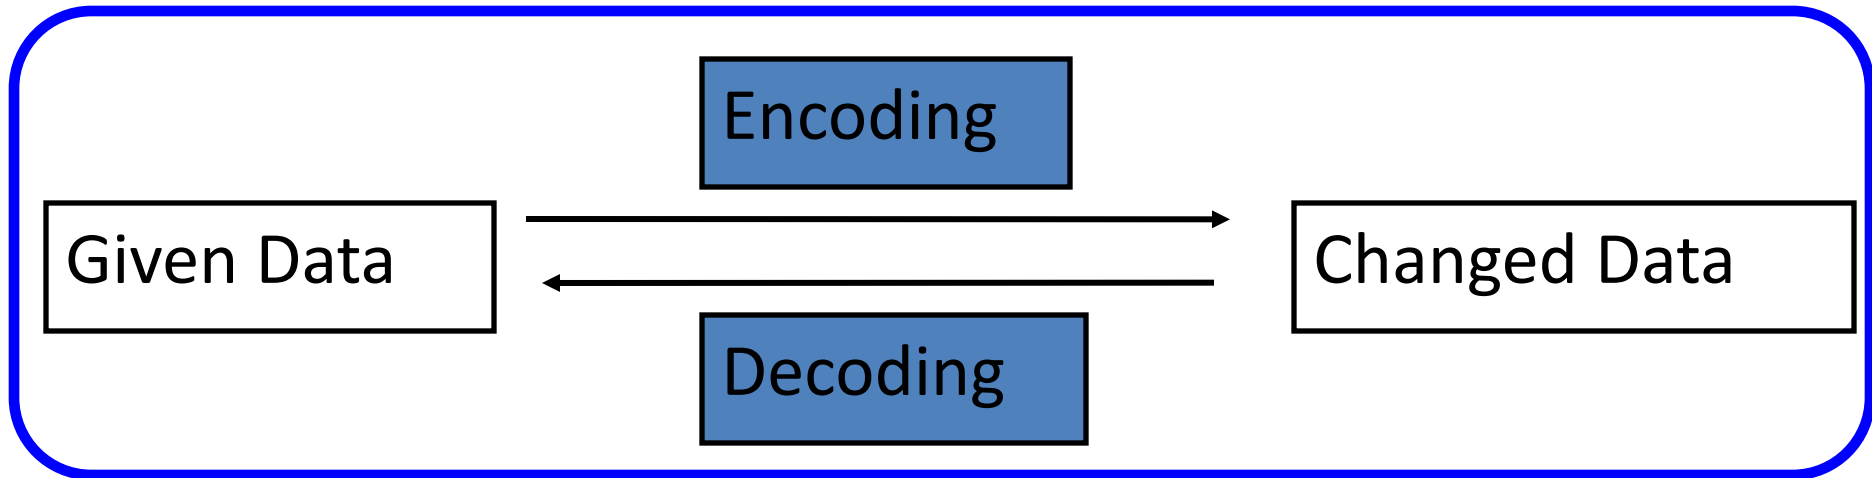 Encoding
Given Data
Changed Data
Decoding